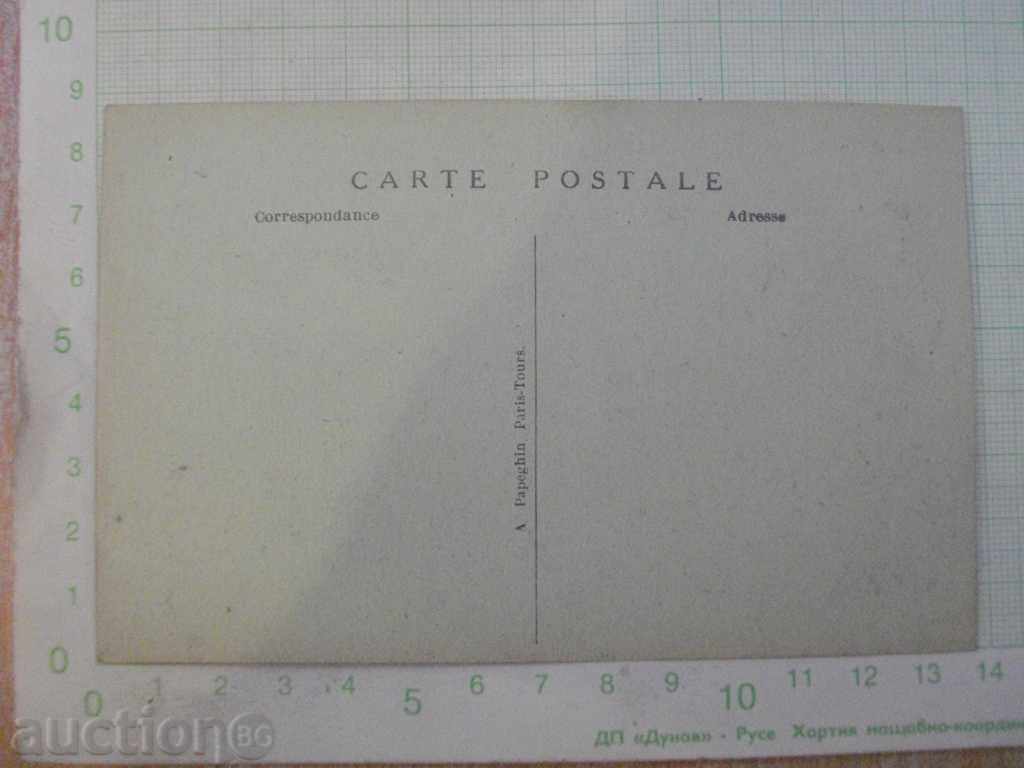 10
9
8
7
6
5
4
3
2
1
0
CARTE POSTALE
Correspondance
Adresse
A Papeghin Paris-Tours.
0 1 2 3 4 5 6 7 8 9 10 11 12 13 14
ДП «Дунав» - Русе Хартия мащабно-координ
auction BG